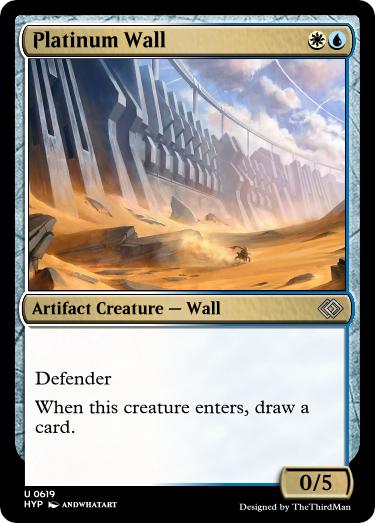 Platinum Wall
Artifact Creature — Wall
Defender
When this creature enters, draw a
card.
0/5
U 0619
HYP ANDWHATART
Designed by TheThirdMan